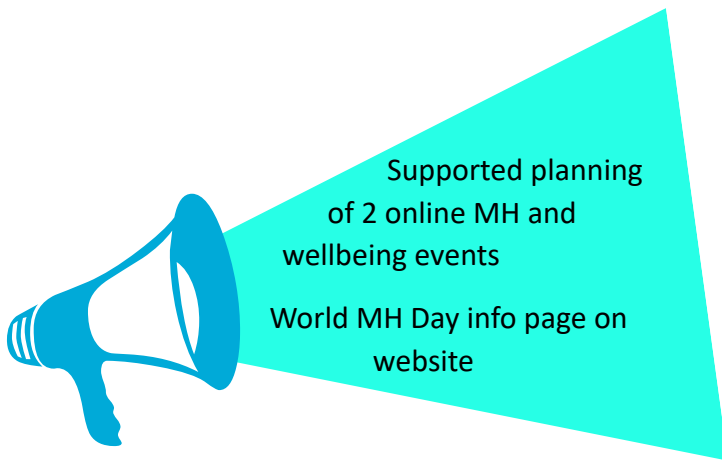 Supported planning
of 2 online MH and
wellbeing events
World MH Day info page on
website